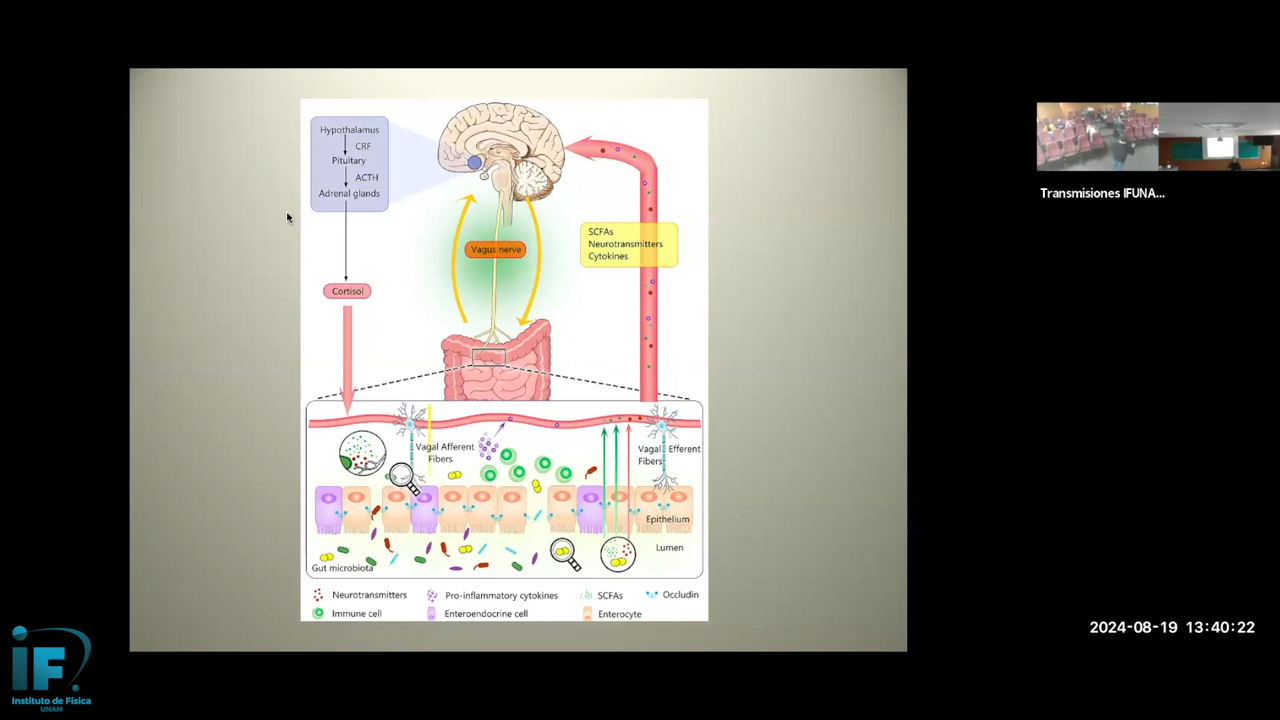 Hypothalamus
CRF
Pituitary
ACTH
Adrenal glands
Cortisol
Vagus nerve
SCFAs
Neurotransmitters
Cytokines
Vagal Afferent
Fibers
Vagal Efferent
Fibers
Epithelium
Lumen
Gut microbiota
Neurotransmitters
Pro-inflammatory cytokines
SCFAs
Occludin
Immune cell
Enteroendocrine cell
Enterocyte
Transmisiones IFUNA...
2024-08-19 13:40:22
iF
Instituto de Física
UNAM